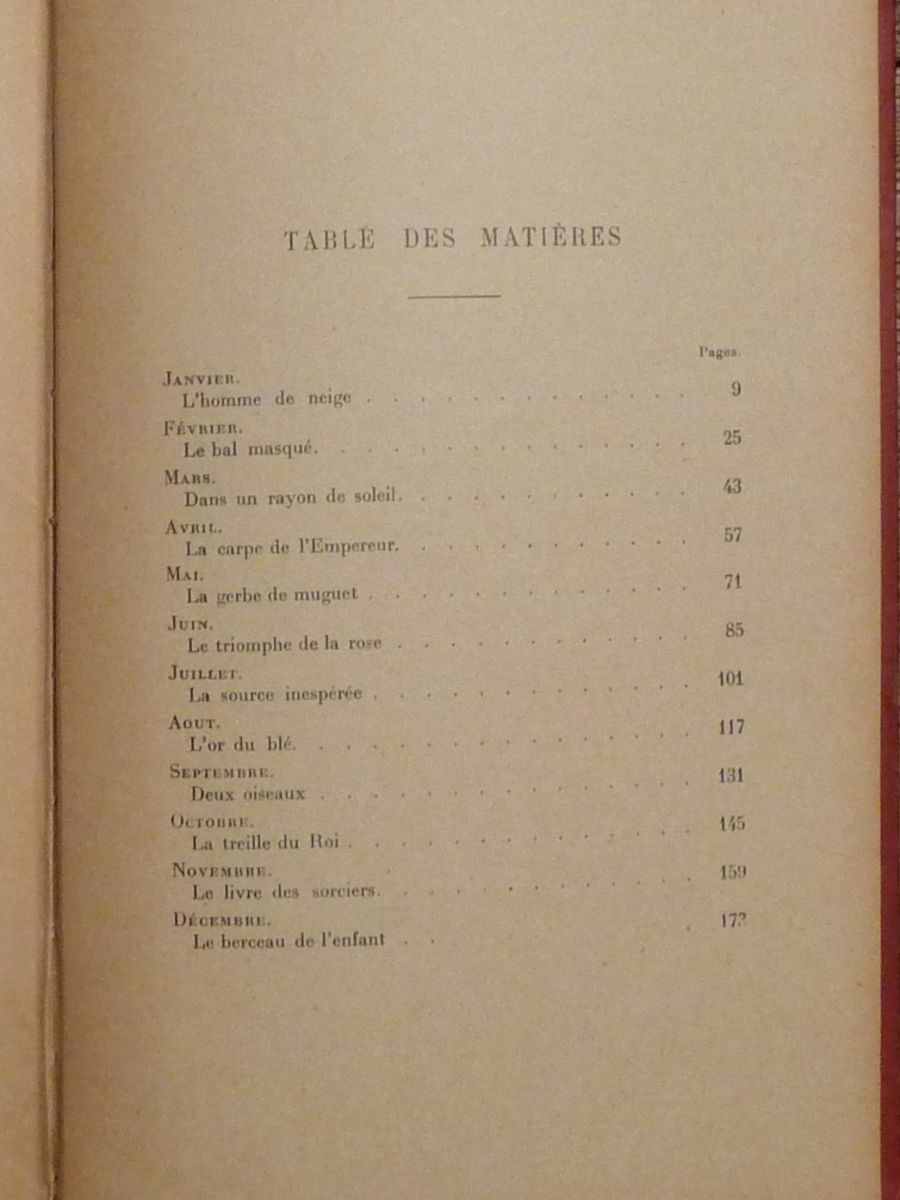 TABLE DES MATIÈRES
Pages.
JANVIER.
L'homme de neige . . . . . . . . . . . . . 9
FÉVRIER.
Le bal masqué. . . . . . . . . . . . . . . 25
MARS.
Dans un rayon de soleil. . . . . . . . . . . . 43
AVRIL.
La carpe de l'Empereur. . . . . . . . . . . . 57
MAI.
La gerbe de muguet . . . . . . . . . . . . . 71
JUIN.
Le triomphe de la rose . . . . . . . . . . . . 85
JUILLET.
La source inespérée . . . . . . . . . . . . . 101
AOUT.
L'or du blé. . . . . . . . . . . . . . . . 117
SEPTEMBRE.
Deux oiseaux . . . . . . . . . . . . . . . 131
OCTOBRE.
La treille du Roi . . . . . . . . . . . . . . 145
NOVEMBRE.
Le livre des sorciers. . . . . . . . . . . . . 159
DÉCEMBRE.
Le berceau de l'enfant . . .